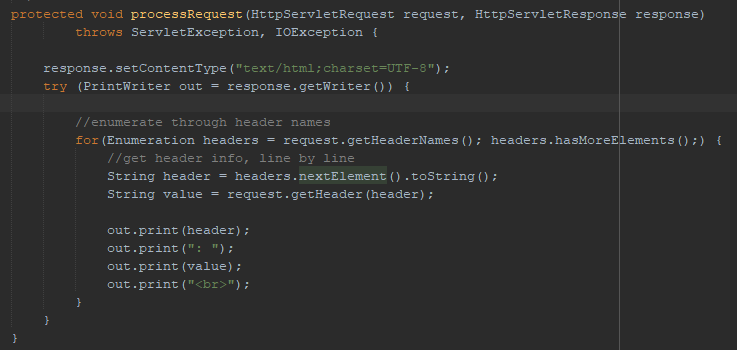 protected void processRequest(HttpServletRequest request, HttpServletResponse response)
        throws ServletException, IOException {
    response.setContentType("text/html;charset=UTF-8");
    try (PrintWriter out = response.getWriter()) {
        //enumerate through header names
        for(Enumeration headers = request.getHeaderNames(); headers.hasMoreElements();) {
            //get header info, line by line
            String header = headers.nextElement().toString();
            String value = request.getHeader(header);
            out.print(header);
            out.print(": ");
            out.print(value);
            out.print("<br>");
        }
    }
}